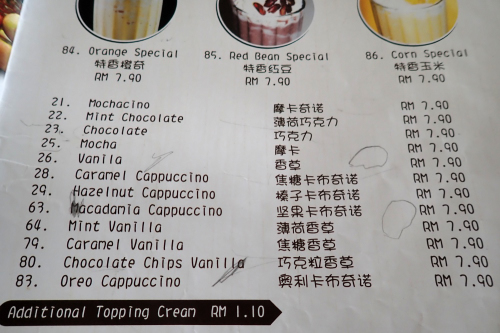 84. Orange Special
特香橙奇
RM 7.90
85. Red Bean Special
特香红豆
RM 7.90
86. Corn Special
特香玉米
RM 7.90
21. Mochacino 摩卡奇诺 RM 7.90
22. Mint Chocolate 薄荷巧克力 RM 7.90
23. Chocolate 巧克力 RM 7.90
25. Mocha 摩卡 RM 7.90
26. Vanila 香草 RM 7.90
28. Caramel Cappuccino 焦糖卡布奇诺 RM 7.90
29. Hazelnut Cappuccino 榛子卡布奇诺 RM 7.90
63. Macadamia Cappuccino 坚果卡布奇诺 RM 7.90
64. Mint Vanilla 薄荷香草 RM 7.90
79. Caramel Vanilla 焦糖香草 RM 7.90
80. Chocolate Chips Vanilla 巧克粒香草 RM 7.90
83. Oreo Cappuccino 奥利卡布奇诺 RM 7.90
Additional Topping Cream RM 1.10